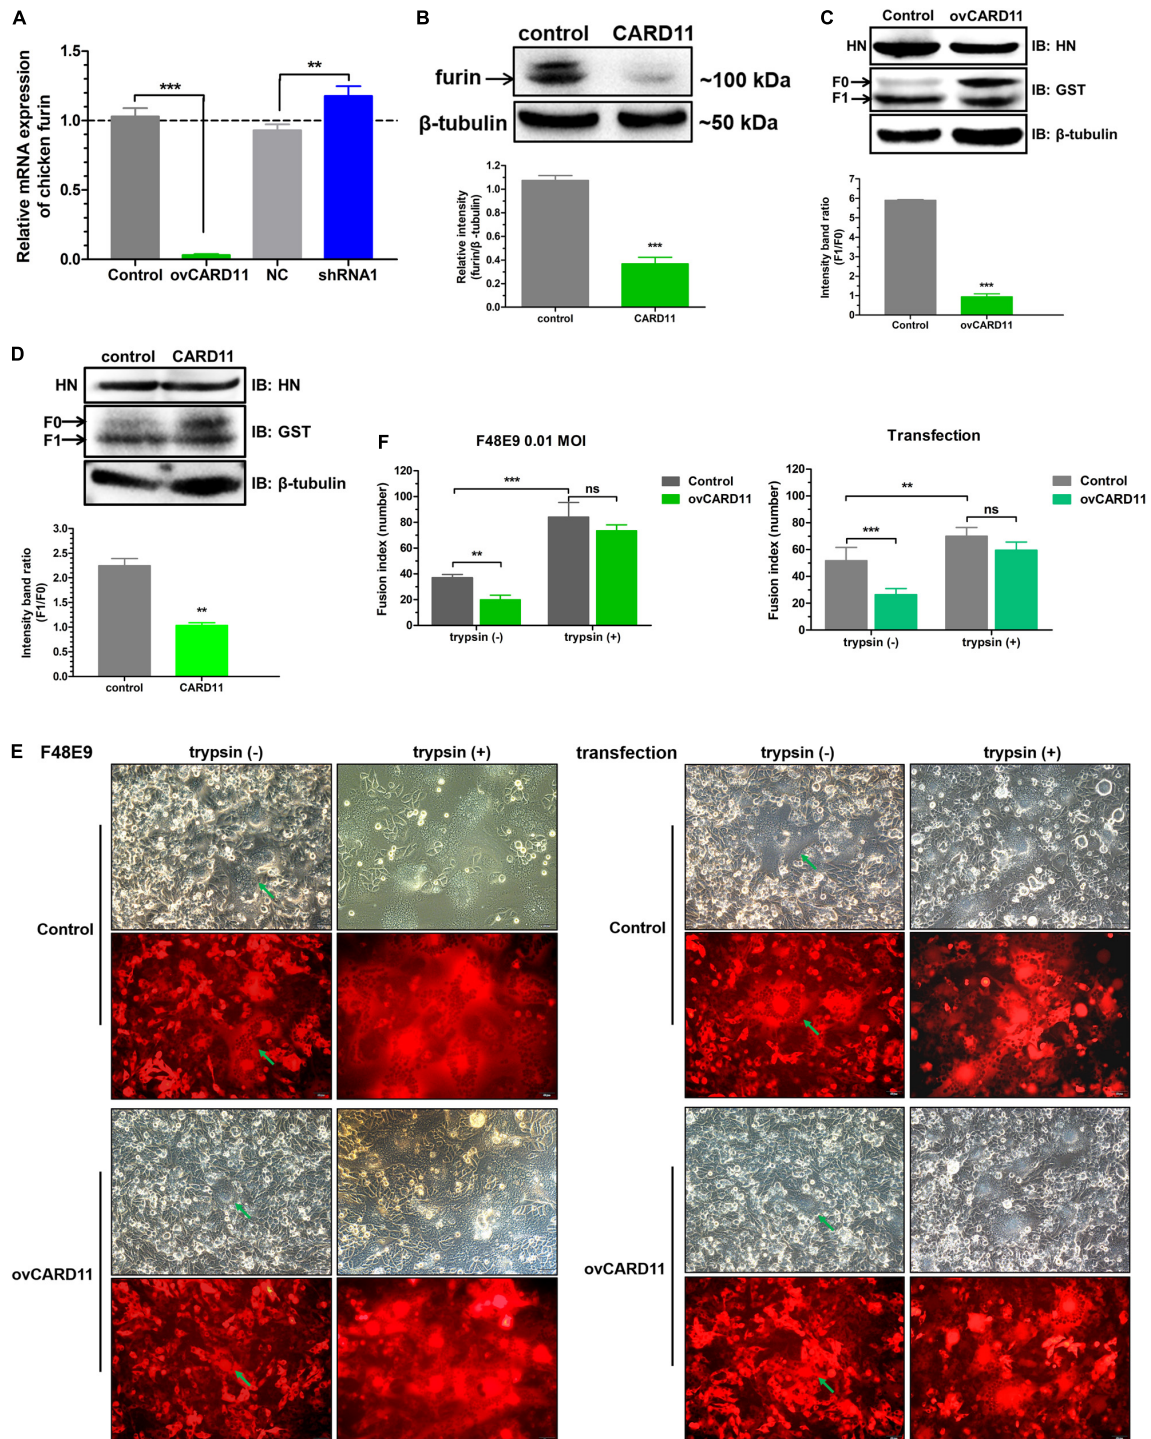 A
Relative mRNA expression
of chicken furin
1.5
1.0
0.5
0.0
***
**
Control
ovCARD11
NC
shRNA1
B
control
CARD11
furin
~100 kDa
β-tubulin
~50 kDa
Relative intensity
(furin/β -tubulin)
1.2
1.0
0.8
0.6
0.4
0.2
0.0
***
control
CARD11
C
Control
ovCARD11
HN
IB: HN
F0
F1
IB: GST
IB: β-tubulin
Intensity band ratio
(F1/F0)
7
6
5
4
3
2
1
0
***
Control
ovCARD11
D
control
CARD11
HN
IB: HN
F0
F1
IB: GST
IB: β-tubulin
Intensity band ratio
(F1/F0)
3.0
2.5
2.0
1.5
1.0
0.5
0.0
**
control
CARD11
F
F48E9 0.01 MOI
Fusion index (number)
120
100
80
60
40
20
0
**
***
ns
Control
ovCARD11
trypsin (-)
trypsin (+)
Transfection
Fusion index (number)
120
100
80
60
40
20
0
***
**
ns
Control
ovCARD11
trypsin (-)
trypsin (+)
E
F48E9
trypsin (-)
trypsin (+)
transfection
trypsin (-)
trypsin (+)
Control
Control
ovCARD11
ovCARD11